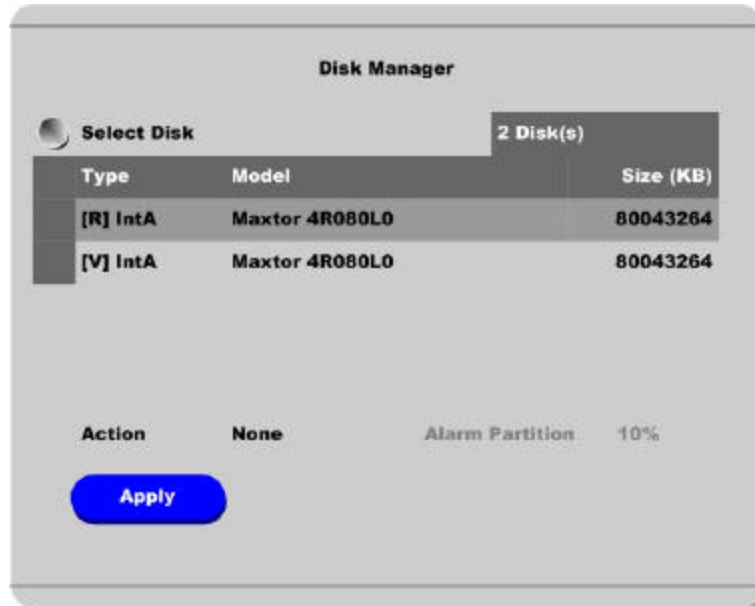 Disk Manager
Select Disk 2 Disk(s)
Type Model Size (KB)
[R] IntA Maxtor 4R080L0 80043264
[V] IntA Maxtor 4R080L0 80043264
Action None Alarm Partition 10%
Apply